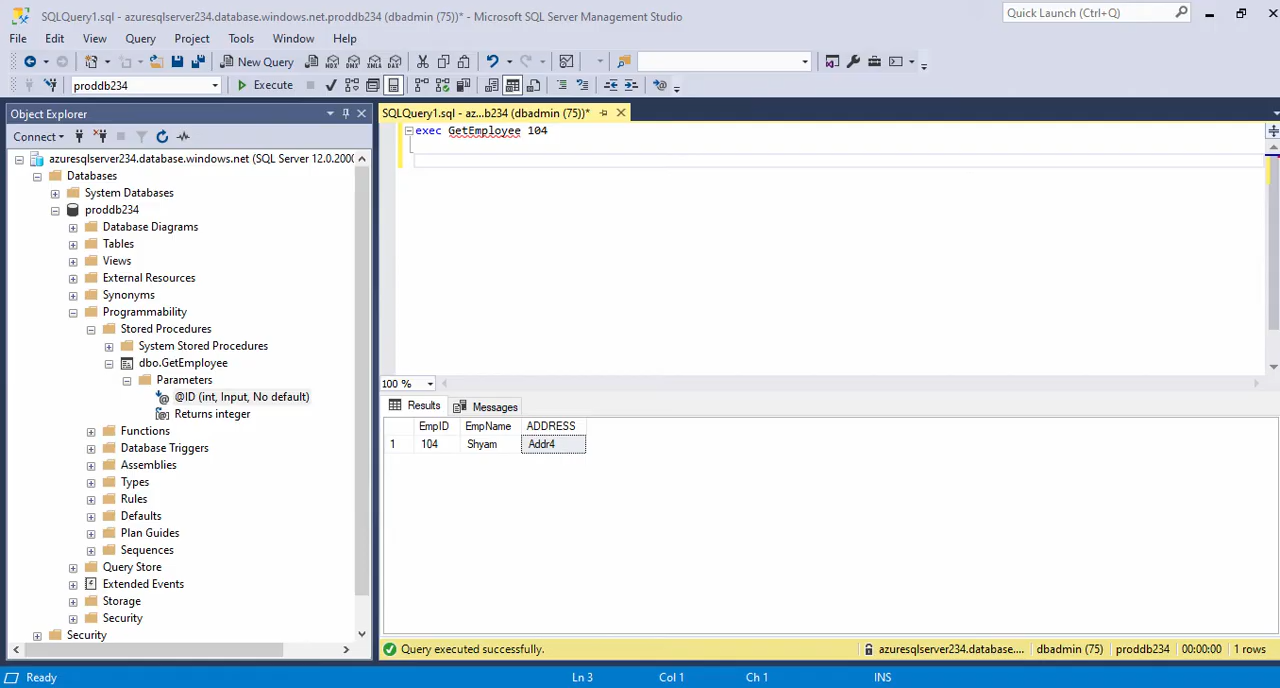 SQLQuery1.sql - azuresqlserver234.database.windows.net.proddb234 (dbadmin (75))* - Microsoft SQL Server Management Studio
Quick Launch (Ctrl+Q)
File Edit View Query Project Tools Window Help
New Query
MDX DMX XMLA DAX
proddb234 Execute
Object Explorer
SQLQuery1.sql - az...b234 (dbadmin (75))*
Connect
exec GetEmployee 104
azuresqlserver234.database.windows.net (SQL Server 12.0.2000
Databases
System Databases
proddb234
Database Diagrams
Tables
Views
External Resources
Synonyms
Programmability
Stored Procedures
System Stored Procedures
dbo.GetEmployee
Parameters
@ID (int, Input, No default)
Returns integer
Functions
Database Triggers
Assemblies
Types
Rules
Defaults
Plan Guides
Sequences
Query Store
Extended Events
Storage
Security
Security
100 %
Results Messages
EmpID EmpName ADDRESS
1 104 Shyam Addr4
Query executed successfully.
azuresqlserver234.database.... dbadmin (75) proddb234 00:00:00 1 rows
Ready Ln 3 Col 1 Ch 1 INS